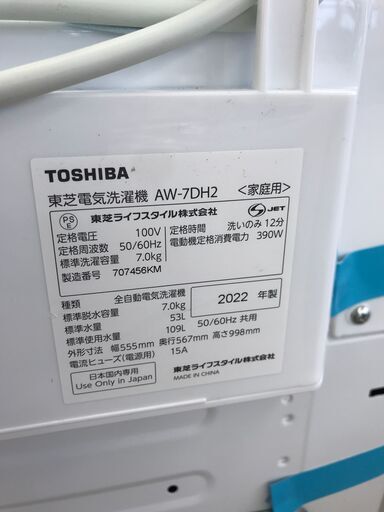 TOSHIBA
東芝電気洗濯機 AW-7DH2 <家庭用>
PS E 東芝ライフスタイル株式会社 S JET
定格電圧 100V 定格時間 洗いのみ 12分
定格周波数 50/60Hz 電動機定格消費電力 390W
標準洗濯容量 7.0kg
製造番号 707456KM
種類 全自動電気洗濯機 2022 年製
標準脱水容量 7.0kg
標準水量 53L 50/60Hz 共用
標準使用水量 109L
外形寸法 幅555mm 奥行567mm 高さ998mm
電流ヒューズ(電源用) 15A
日本国内専用 東芝ライフスタイル株式会社
Use Only in Japan MADE IN CHINA